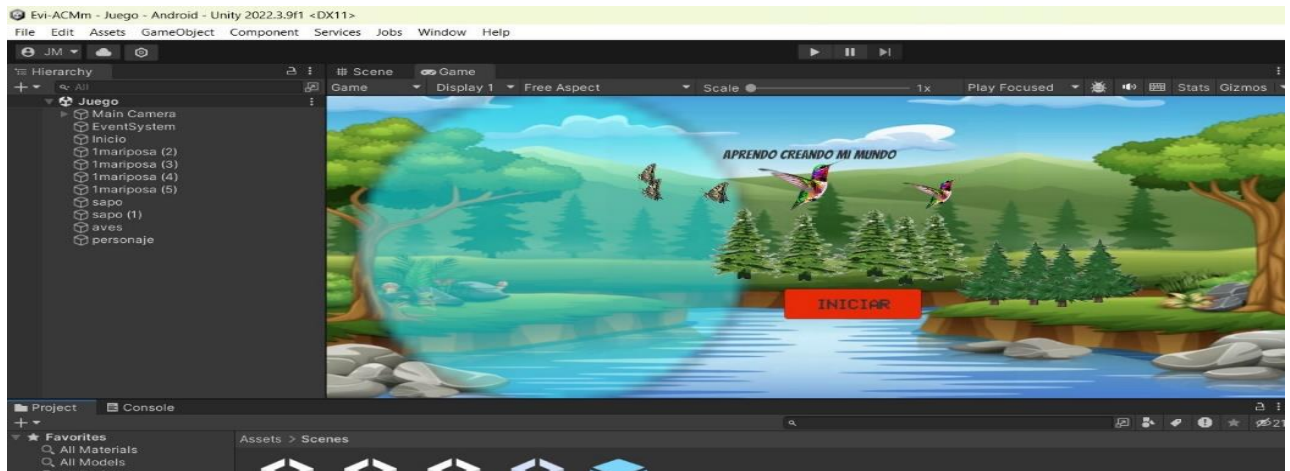 Evi-ACMm - Juego - Android - Unity 2022.3.9f1 <DX11>
File Edit Assets GameObject Component Services Jobs Window Help
JM
Hierarchy
Scene Game
All
Game Display 1 Free Aspect Scale 1x Play Focused Stats Gizmos
Juego
Main Camera
EventSystem
Inicio
1mariposa (2)
1mariposa (3)
1mariposa (4)
1mariposa (5)
sapo
sapo (1)
aves
personaje
APRENDO CREANDO MI MUNDO
INICIAR
Project Console
Favorites
All Materials
All Models
Assets > Scenes
21